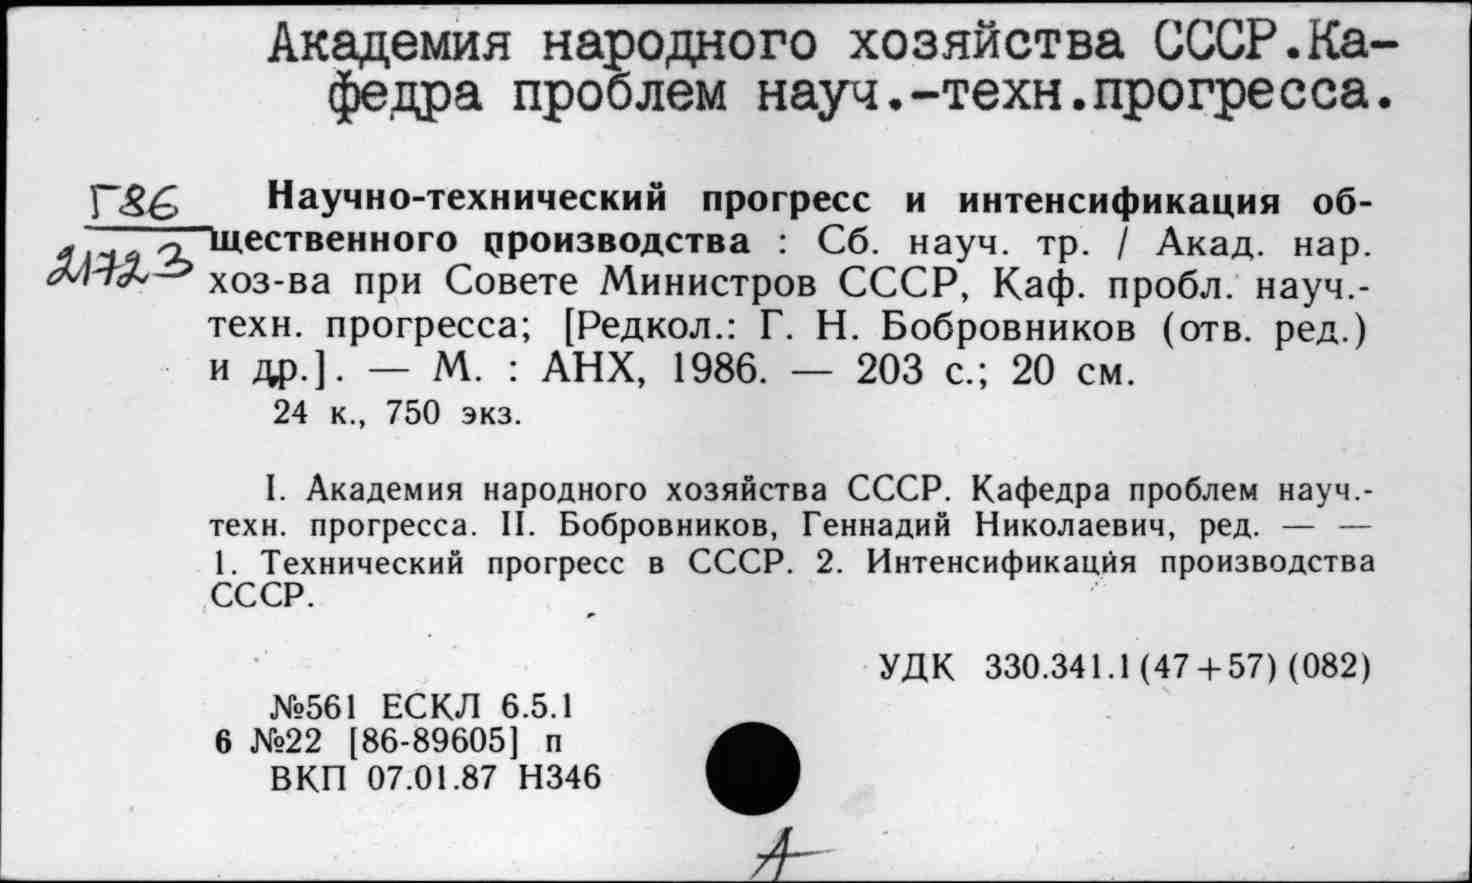 Академия народного хозяйства СССР.Ка-
федра проблем науч.-техн.прогресса.
Г86
Научно-технический прогресс и интенсификация об-
щественного производства : Сб. науч. тр. / Акад. нар.
хоз-ва при Совете Министров СССР, Каф. пробл. науч.-
техн. прогресса; [Редкол.: Г. Н. Бобровников (отв. ред.)
и др.]. — М. : АНХ, 1986. — 203 с.; 20 см.
24 к., 750 экз.
I. Академия народного хозяйства СССР. Кафедра проблем науч.-
техн. прогресса. II. Бобровников, Геннадий Николаевич, ред. — —
1. Технический прогресс в СССР. 2. Интенсификация производства
СССР.
УДК 330.341.1 (47+57) (082)
№561 ЕСКЛ 6.5.1
6 №22 [86-89605] п
ВКП 07.01.87 Н346
А